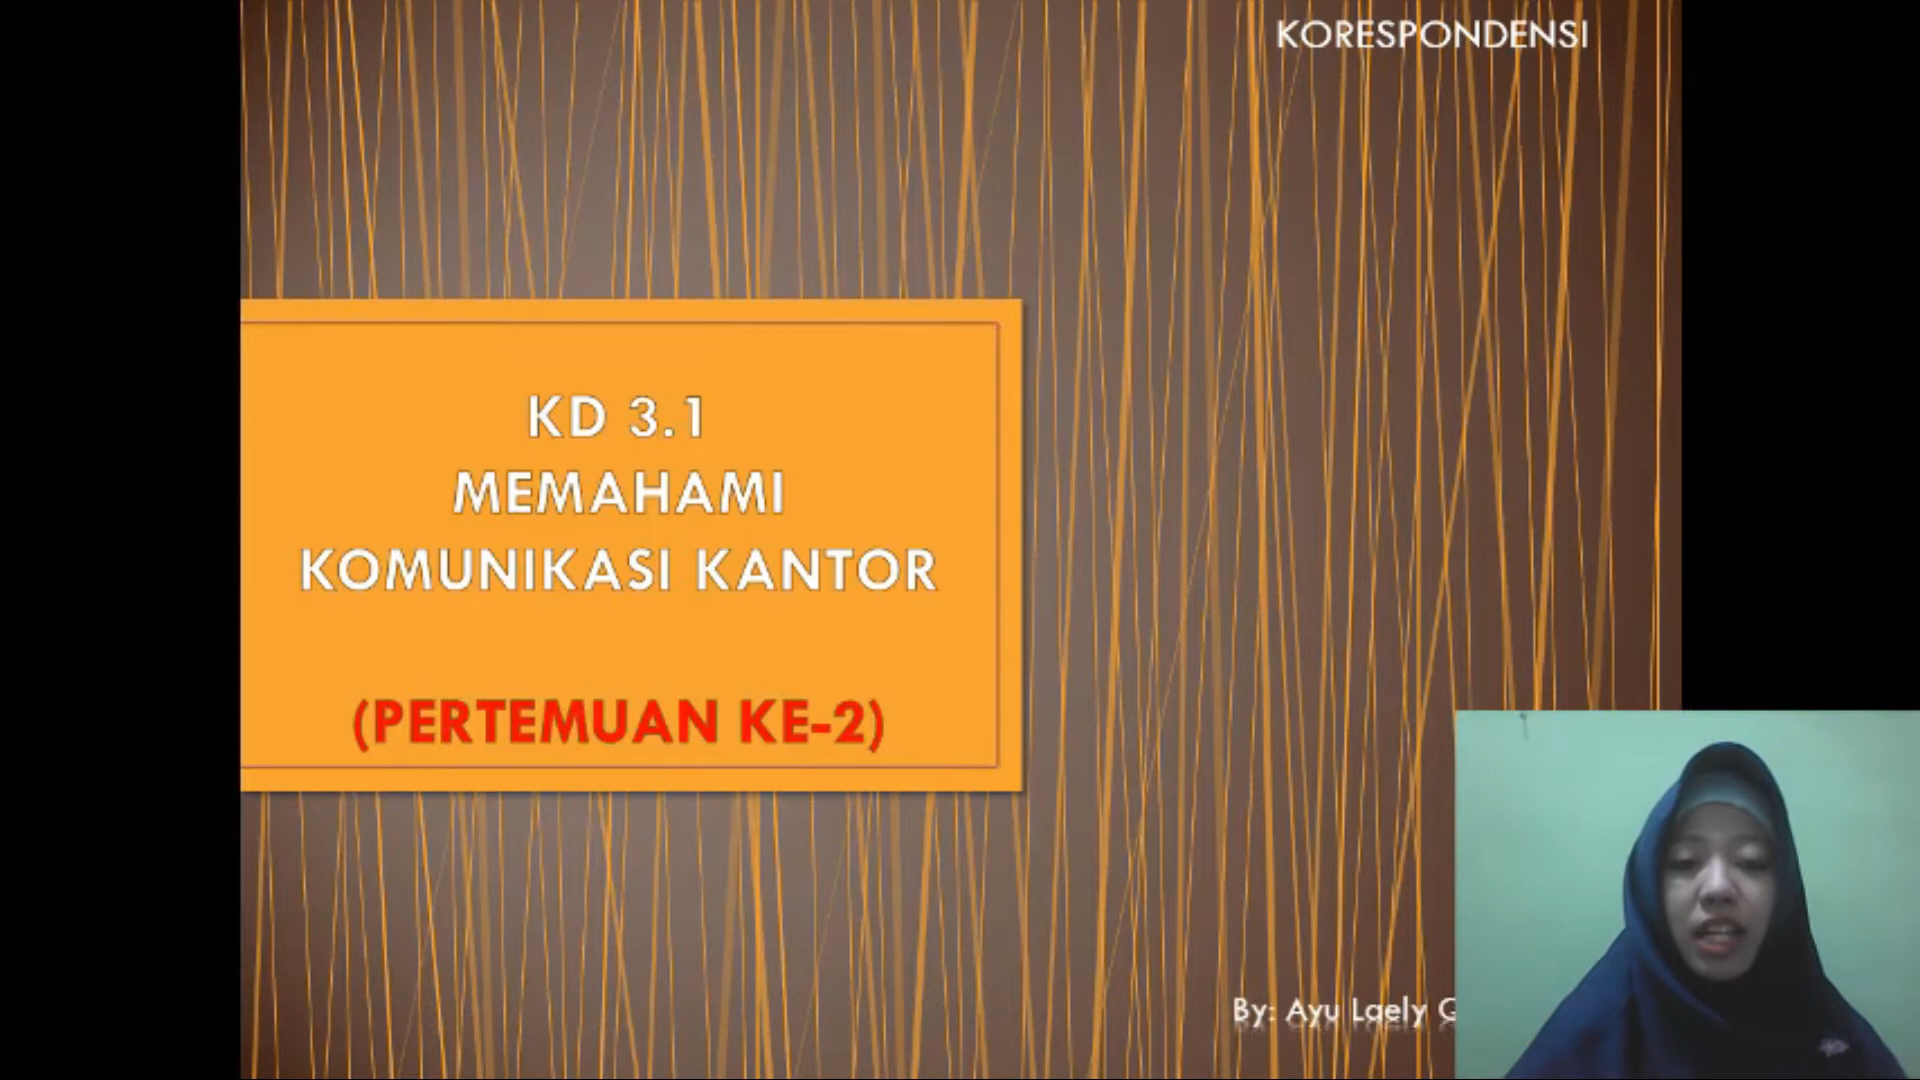 KORESPONDENSI
KD 3.1
MEMAHAMI
KOMUNIKASI KANTOR
(PERTEMUAN KE-2)
By: Ayu Laely